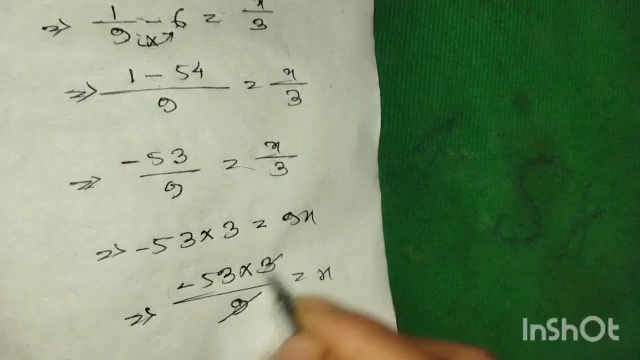 ⇒ 1/9 - 6 = x/3
⇒ 1 - 54/9 = x/3
⇒ -53/9 = x/3
⇒ -53 × 3 = 9x
⇒ -53 × 3/9 = x
InShOt